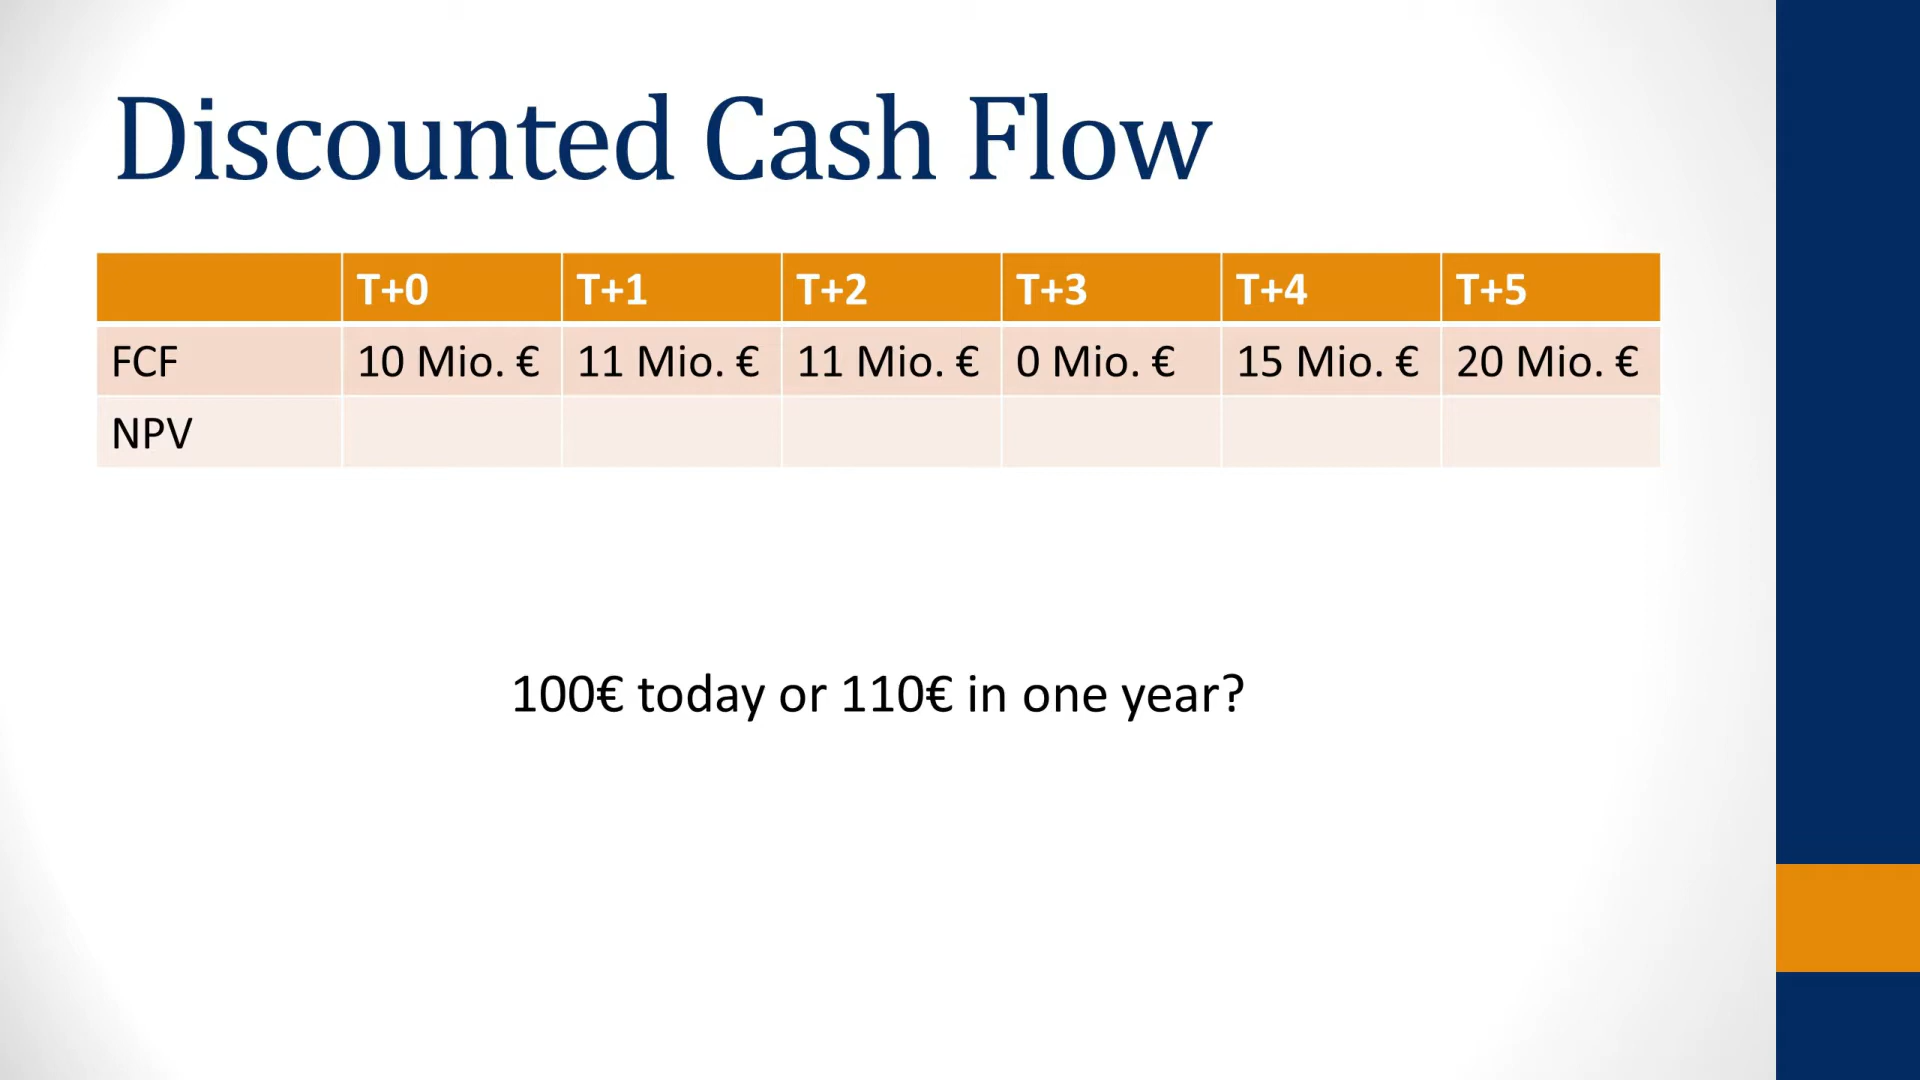 Discounted Cash Flow
T+0 T+1 T+2 T+3 T+4 T+5
FCF 10 Mio. € 11 Mio. € 11 Mio. € 0 Mio. € 15 Mio. € 20 Mio. €
NPV
100€ today or 110€ in one year?